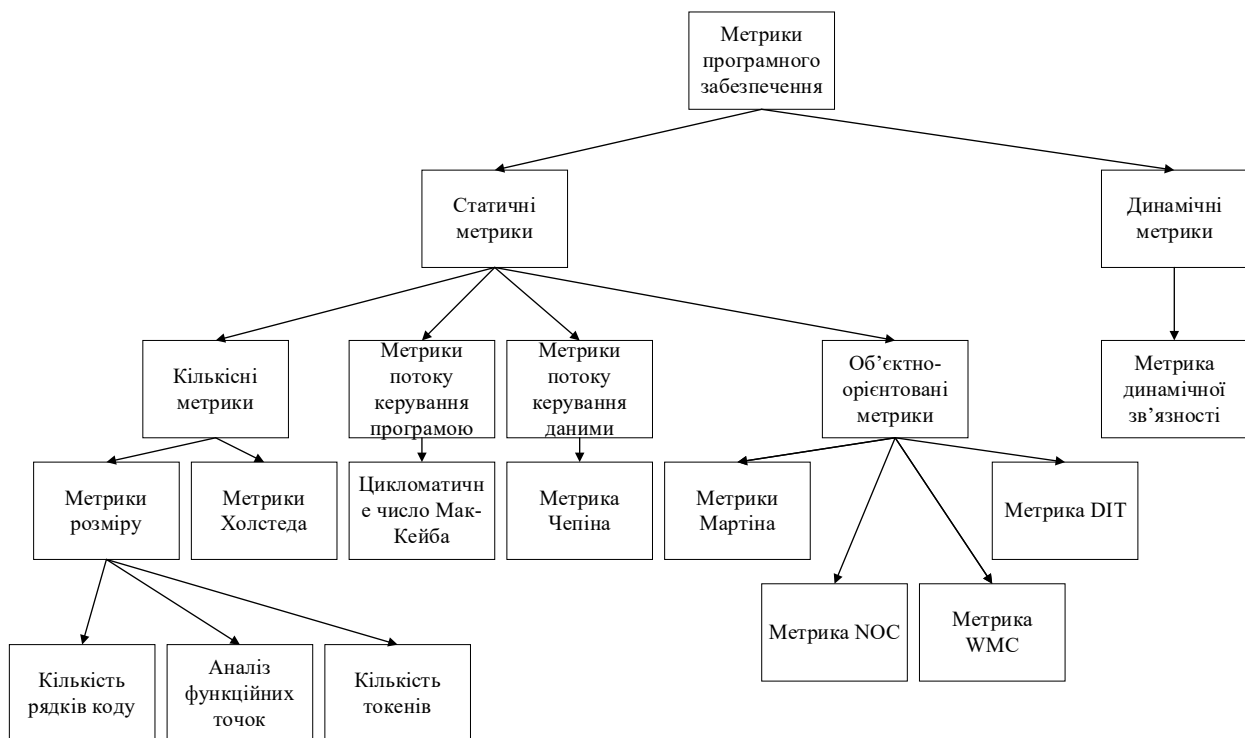 Метрики
програмного
забезпечення
Статичні
метрики
Динамічні
метрики
Кількісні
метрики
Метрики
потоку
керування
програмою
Метрики
потоку
керування
даними
Об’єктно-
орієнтовані
метрики
Метрика
динамічної
зв’язності
Метрики
розміру
Метрики
Холстеда
Цикломатичн
е число Мак-
Кейба
Метрика
Чепіна
Метрики
Мартіна
Метрика DIT
Метрика NOC
Метрика
WMC
Кількість
рядків коду
Аналіз
функційних
точок
Кількість
токенів